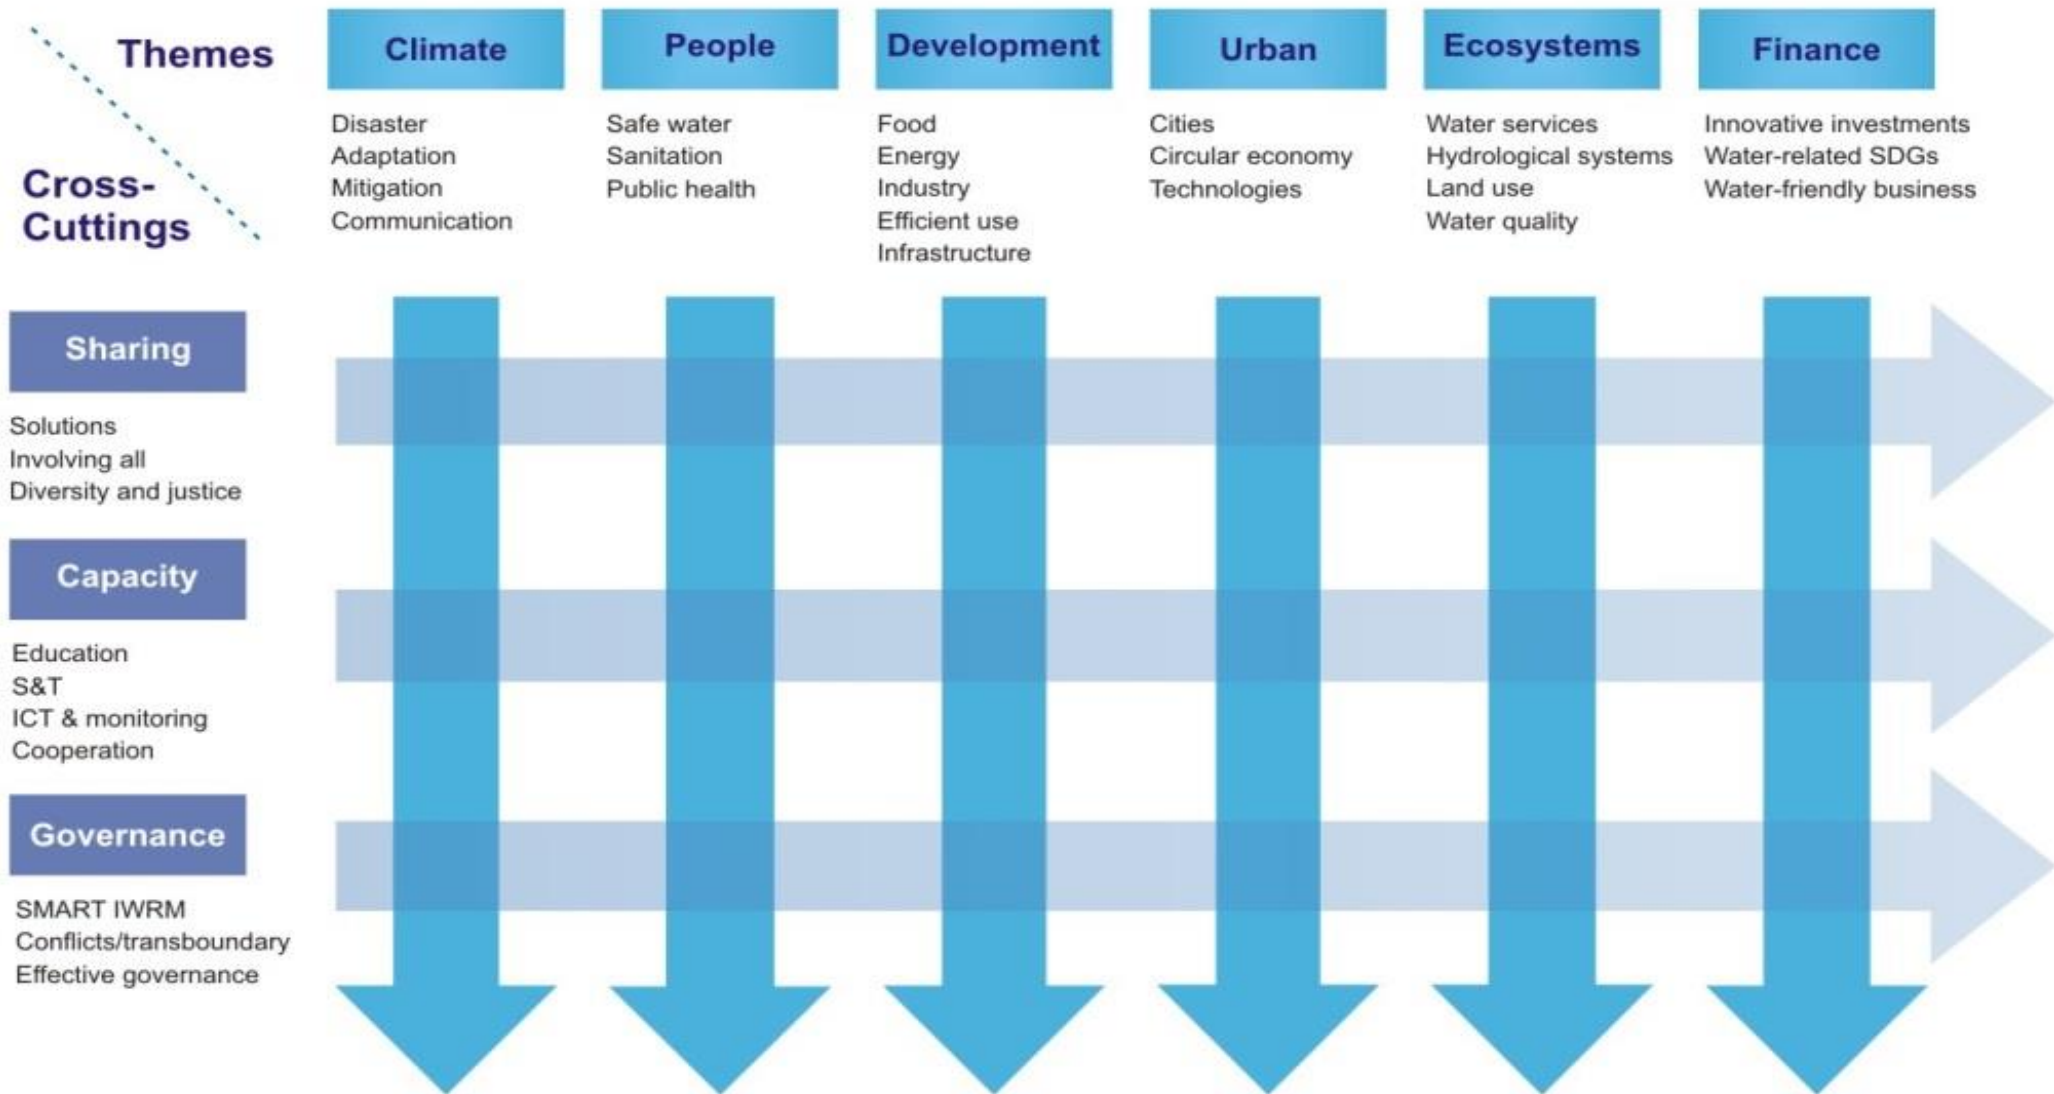 Themes
Cross-
Cuttings
Climate
Disaster
Adaptation
Mitigation
Communication
People
Safe water
Sanitation
Public health
Development
Food
Energy
Industry
Efficient use
Infrastructure
Urban
Cities
Circular economy
Technologies
Ecosystems
Water services
Hydrological systems
Land use
Water quality
Finance
Innovative investments
Water-related SDGs
Water-friendly business
Sharing
Solutions
Involving all
Diversity and justice
Capacity
Education
S&T
ICT & monitoring
Cooperation
Governance
SMART IWRM
Conflicts/transboundary
Effective governance